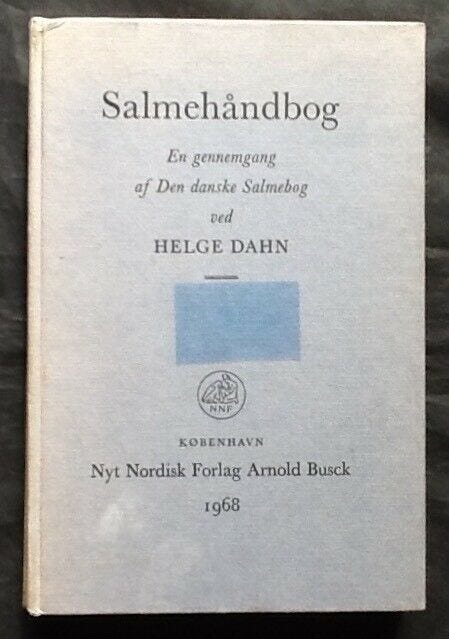 Salmehåndbog
En gennemgang
af Den danske Salmebog
ved
HELGE DAHN
NNF
KØBENHAVN
Nyt Nordisk Forlag Arnold Busck
1968